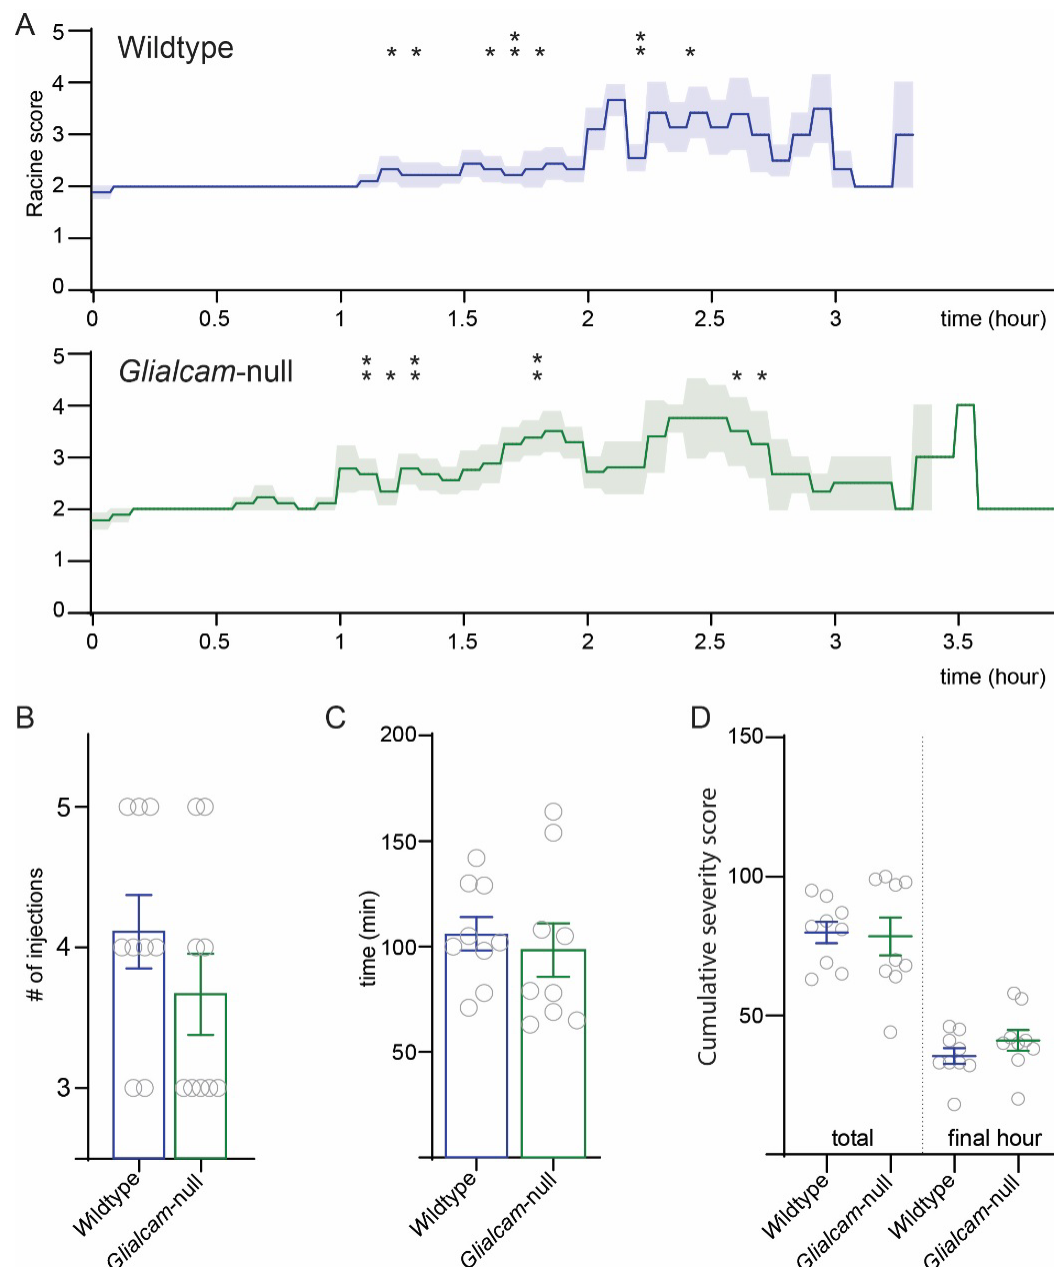 A
Wildtype
* * * * * * * * *
Racine score
5
4
3
2
1
0
0 0.5 1 1.5 2 2.5 3 time (hour)
Glialcam-null
* * * * * * * * *
5
4
3
2
1
0
0 0.5 1 1.5 2 2.5 3 3.5
time (hour)
B
# of injections
5
4
3
Wildtype
Glialcam-null
C
time (min)
200
150
100
50
Wildtype
Glialcam-null
D
Cumulative severity score
150
100
50
total final hour
Wildtype
Glialcam-null
Wildtype
Glialcam-null